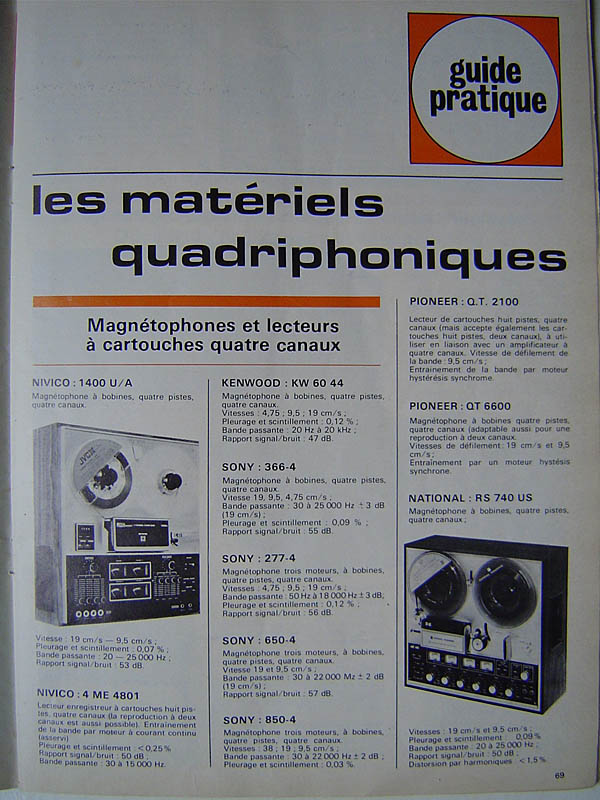 guide
pratique
les matériels
quadriphoniques
Magnétophones et lecteurs
à cartouches quatre canaux
NIVICO : 1400 U/A
Magnétophone à bobines, quatre pistes,
quatre canaux.
JVC
Vitesse : 19 cm/s — 9,5 cm/s ;
Pleurage et scintillement : 0,07 % ;
Bande passante : 20 — 25 000 Hz ;
Rapport signal/bruit : 53 dB.
NIVICO : 4 ME 4801
Lecteur enregistreur à cartouches huit pis-
tes, quatre canaux (la reproduction à deux
canaux est aussi possible). Entrainement
de la bande par moteur à courant continu
(asservi)
Pleurage et scintillement : <0,25 %
Rapport signal/bruit : 50 dB ;
Bande passante : 30 à 15 000 Hz.
KENWOOD : KW 60 44
Magnétophone à bobines, quatre pistes,
quatre canaux.
Vitesses : 4,75 ; 9,5 ; 19 cm/s ;
Pleurage et scintillement : 0,12 % ;
Bande passante : 20 Hz à 20 kHz ;
Rapport signal/bruit : 47 dB.
SONY : 366-4
Magnétophone à bobines, quatre pistes,
quatre canaux.
Vitesse 19, 9,5, 4,75 cm/s ;
Bande passante : 30 à 25 000 Hz ± 3 dB
(19 cm/s) ;
Pleurage et scintillement : 0,09 % ;
Rapport signal/bruit : 55 dB.
SONY : 277-4
Magnétophone trois moteurs, à bobines,
quatre pistes, quatre canaux.
Vitesses : 4,75 ; 9,5 ; 19 cm/s ;
Bande passante : 50 Hz à 18 000 Hz ± 3 dB ;
Pleurage et scintillement : 0,12 % ;
Rapport signal/bruit : 56 dB.
SONY : 650-4
Magnétophone trois moteurs, à bobines,
quatre pistes, quatre canaux.
Vitesse 19 et 9,5 cm/s ;
Bande passante : 30 à 22 000 Mz ± 2 dB
(19 cm/s) ;
Rapport signal/bruit : 57 dB.
SONY : 850-4
Magnétophone trois moteurs, à bobines,
quatre pistes, quatre canaux.
Vitesses : 38 ; 19 ; 9,5 cm/s ;
Bande passante : 30 à 22 000 Hz ± 2 dB ;
Pleurage et scintillement : 0,03 %.
PIONEER : Q.T. 2100
Lecteur de cartouches huit pistes, quatre
canaux (mais accepte également les car-
touches huit pistes, deux canaux), à uti-
liser en liaison avec un amplificateur à
quatre canaux. Vitesse de défilement de
la bande : 9,5 cm/s ;
Entrainement de la bande par moteur
hystérésis synchrome.
PIONEER : QT 6600
Magnétophone à bobines quatre pistes,
quatre canaux (adaptable aussi pour une
reproduction à deux canaux.
Vitesses de défilement : 19 cm/s et 9,5
cm/s ;
Entrainement par un moteur hystésis
synchrone.
NATIONAL : RS 740 US
Magnétophone à bobines, quatre pistes,
quatre canaux ;
Vitesses : 19 cm/s et 9,5 cm/s ;
Pleurage et scintillement : 0,09 %
Bande passante : 20 à 25 000 Hz ;
Rapport signal/bruit : 50 dB ;
Distorsion par harmoniques : <1,5 %
69